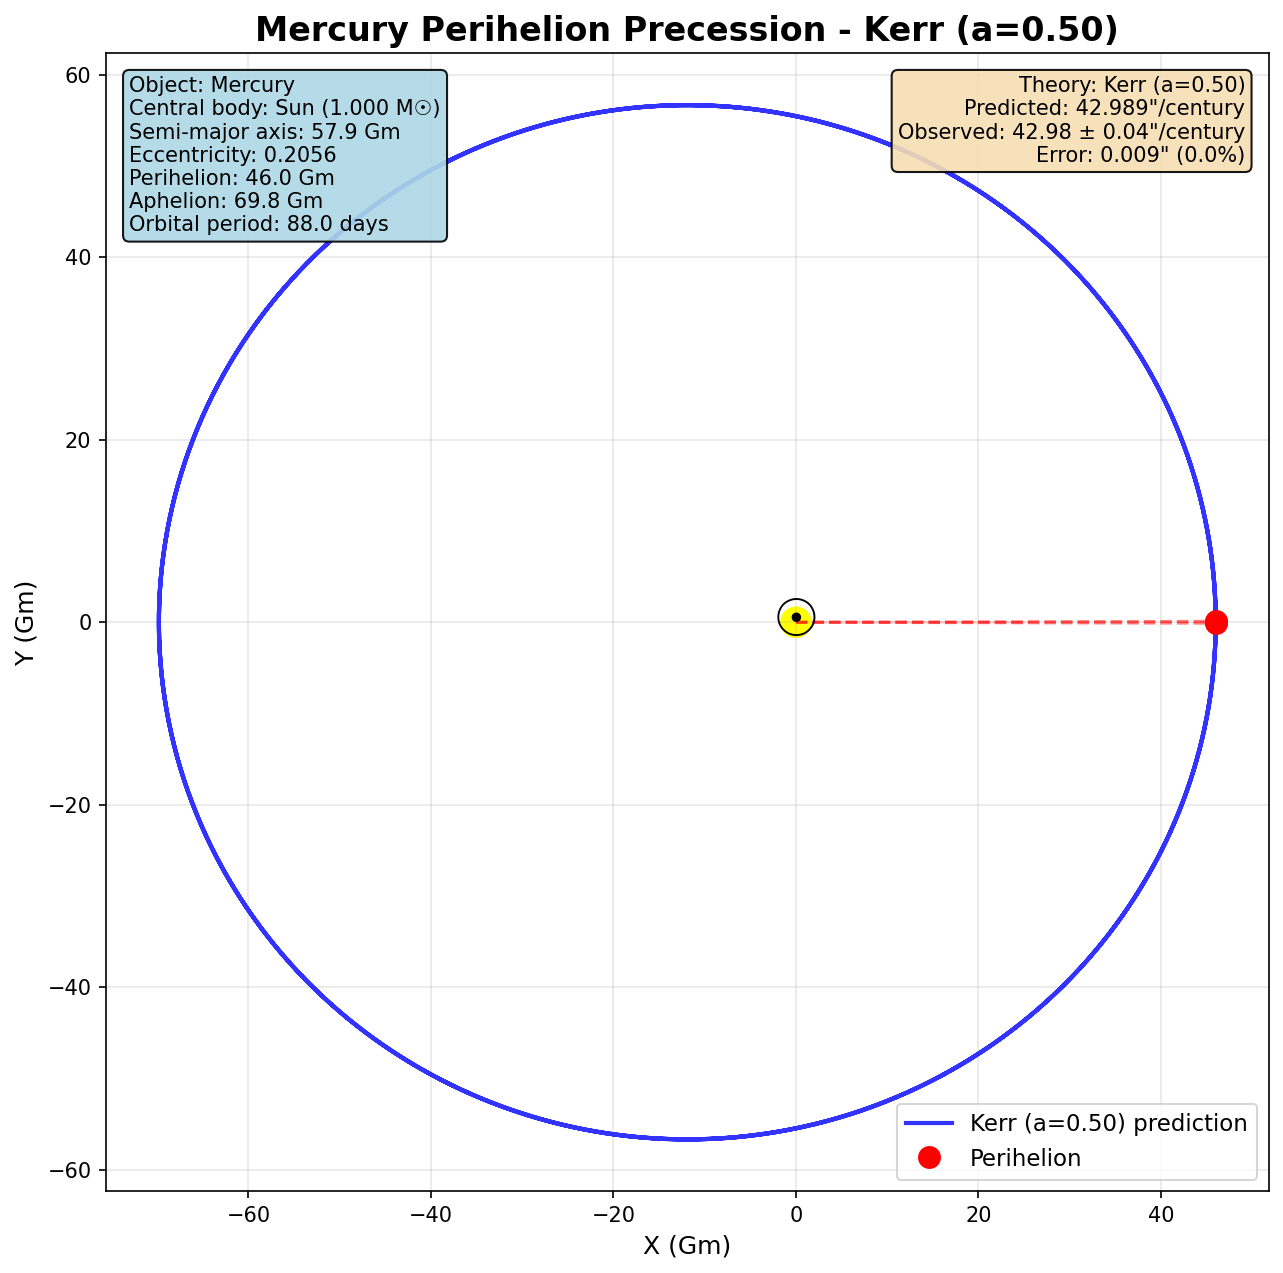 Mercury Perihelion Precession - Kerr (a=0.50)
Object: Mercury
Central body: Sun (1.000 M☉)
Semi-major axis: 57.9 Gm
Eccentricity: 0.2056
Perihelion: 46.0 Gm
Aphelion: 69.8 Gm
Orbital period: 88.0 days
Theory: Kerr (a=0.50)
Predicted: 42.989"/century
Observed: 42.98 ± 0.04"/century
Error: 0.009" (0.0%)
60
40
20
0
−20
−40
−60
Y (Gm)
Kerr (a=0.50) prediction
Perihelion
−60 −40 −20 0 20 40
X (Gm)